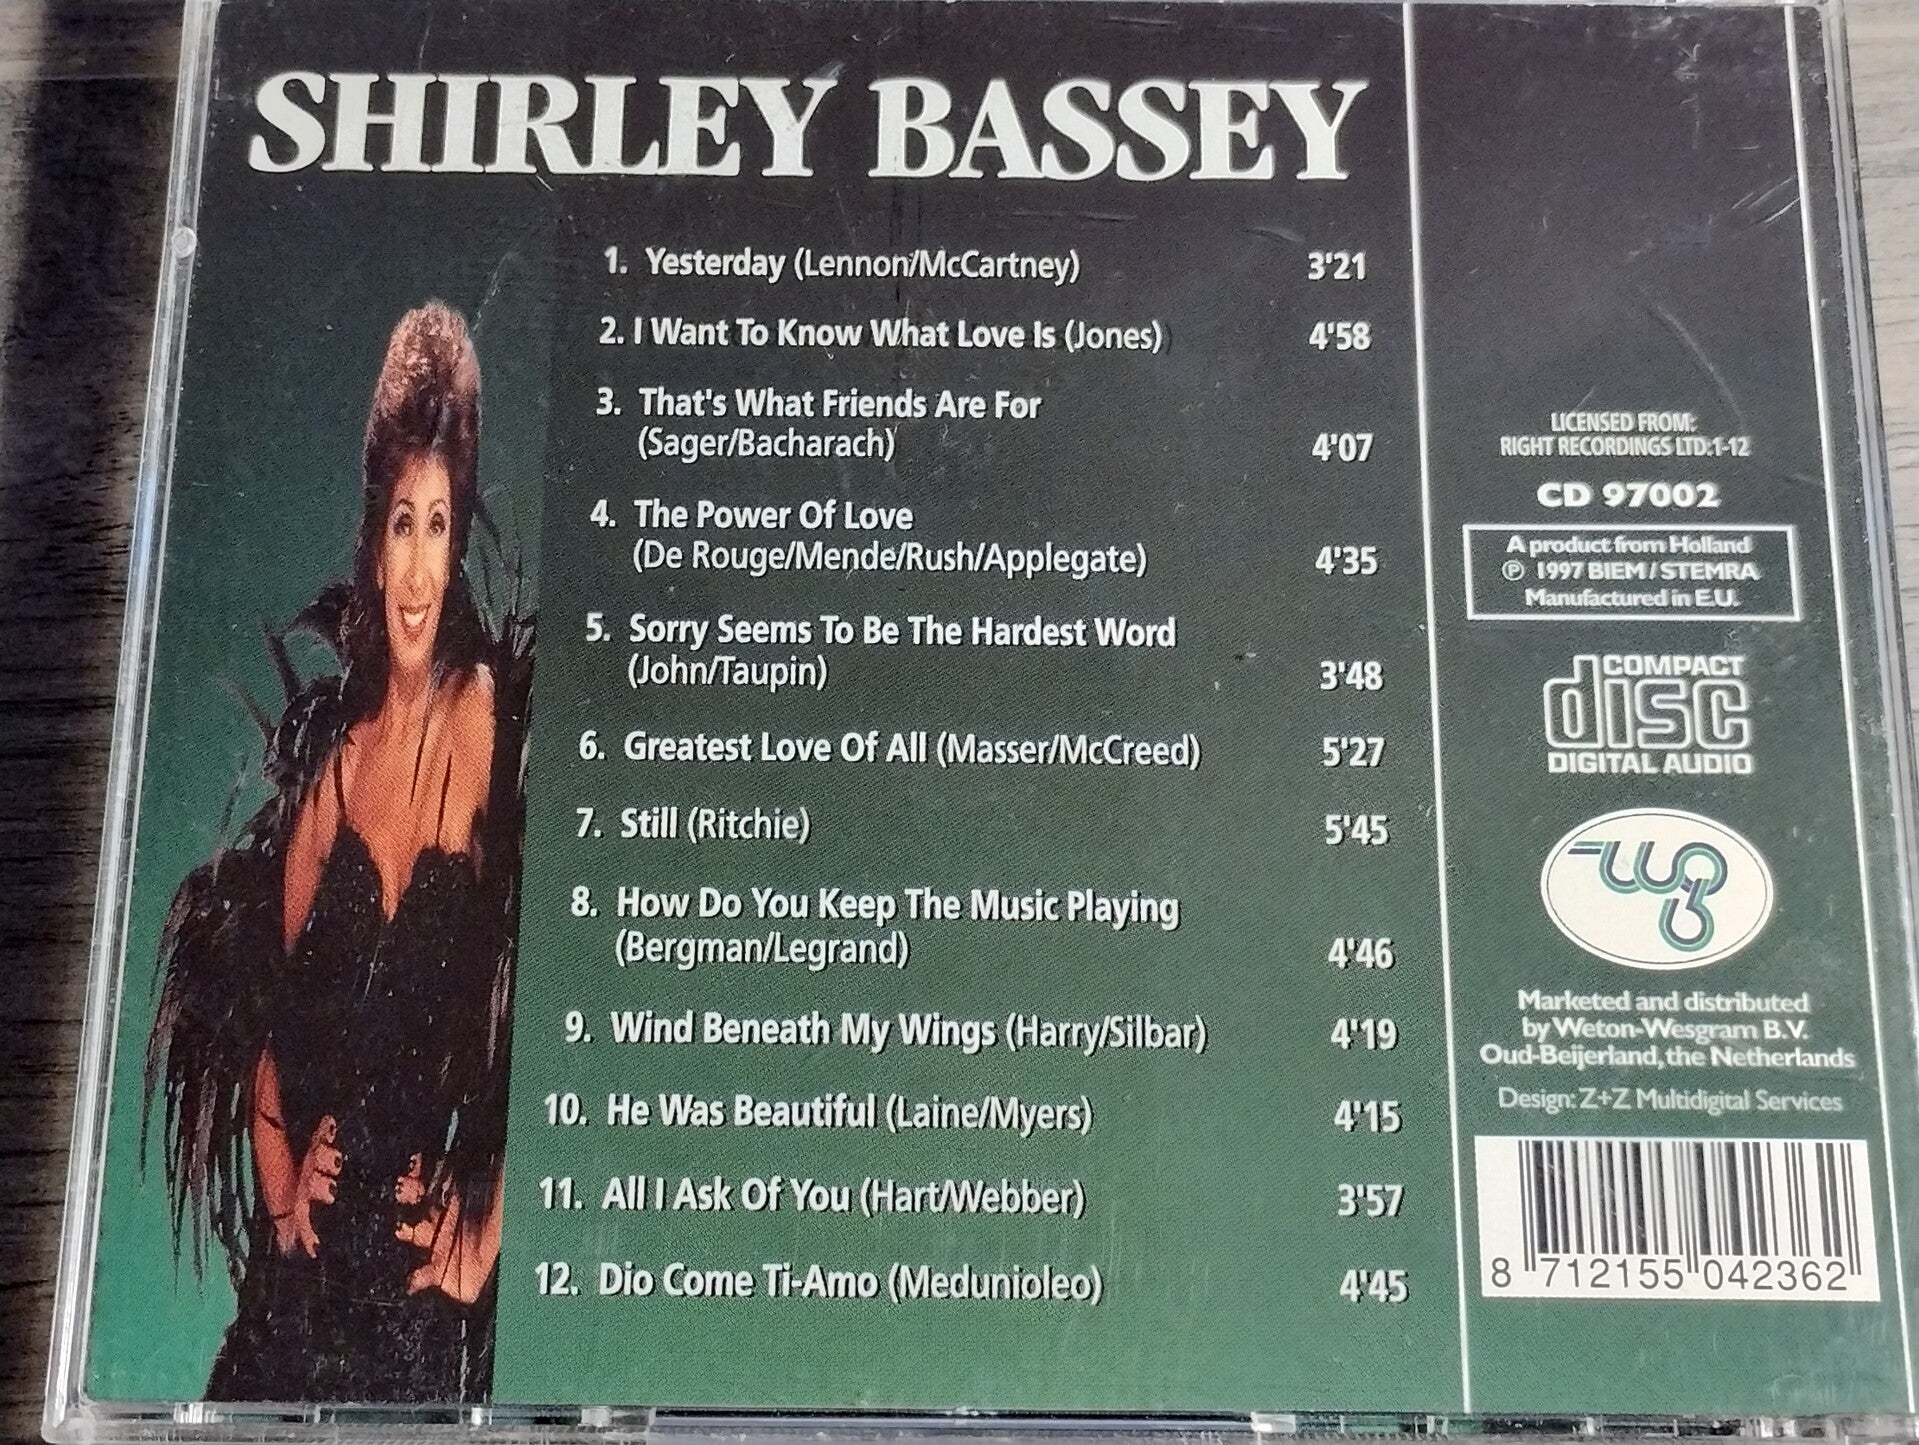 SHIRLEY BASSEY
1. Yesterday (Lennon/McCartney) 3'21
2. I Want To Know What Love Is (Jones) 4'58
3. That's What Friends Are For
(Sager/Bacharach) 4'07
4. The Power Of Love
(De Rouge/Mende/Rush/Applegate) 4'35
5. Sorry Seems To Be The Hardest Word
(John/Taupin) 3'48
6. Greatest Love Of All (Masser/McCreed) 5'27
7. Still (Ritchie) 5'45
8. How Do You Keep The Music Playing
(Bergman/Legrand) 4'46
9. Wind Beneath My Wings (Harry/Silbar) 4'19
10. He Was Beautiful (Laine/Myers) 4'15
11. All I Ask Of You (Hart/Webber) 3'57
12. Dio Come Ti-Amo (Medunioleo) 4'45
LICENSED FROM:
RIGHT RECORDINGS LTD:1-12
CD 97002
A product from Holland
℗ 1997 BIEM / STEMRA
Manufactured in E.U.
COMPACT
disc
DIGITAL AUDIO
Marketed and distributed
by Weton-Wesgram B.V.
Oud-Beijerland, the Netherlands
Design: Z+Z Multidigital Services
8 712155 042362